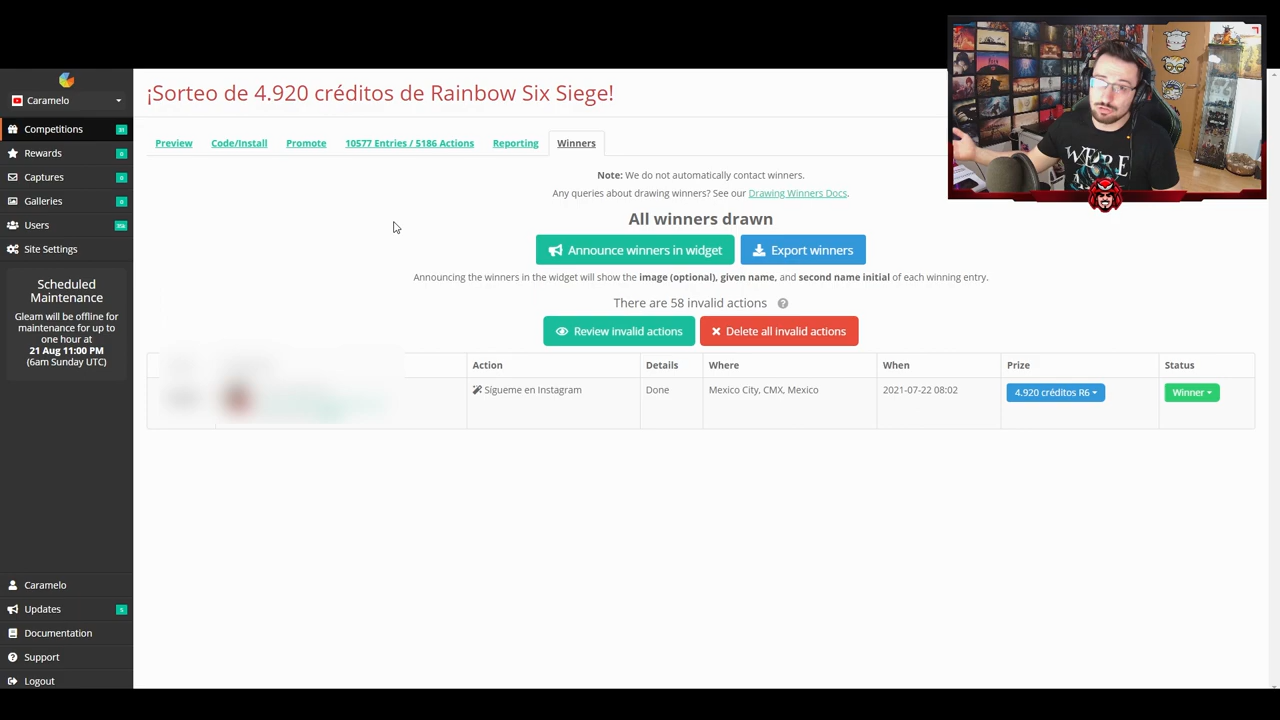 Caramelo
Competitions 31
Rewards 0
Captures 0
Galleries 0
Users
Site Settings
Scheduled
Maintenance
Gleam will be offline for
maintenance for up to
one hour at
21 Aug 11:00 PM
(6am Sunday UTC)
Caramelo
Updates 5
Documentation
Support
Logout
¡Sorteo de 4.920 créditos de Rainbow Six Siege!
Preview Code/Install Promote 10577 Entries / 5186 Actions Reporting Winners
Note: We do not automatically contact winners.
Any queries about drawing winners? See our Drawing Winners Docs.
All winners drawn
Announce winners in widget Export winners
Announcing the winners in the widget will show the image (optional), given name, and second name initial of each winning entry.
There are 58 invalid actions ?
Review invalid actions Delete all invalid actions
Action Details Where When Prize Status
Sígueme en Instagram Done Mexico City, CMX, Mexico 2021-07-22 08:02 4.920 créditos R6 Winner
WE'RE